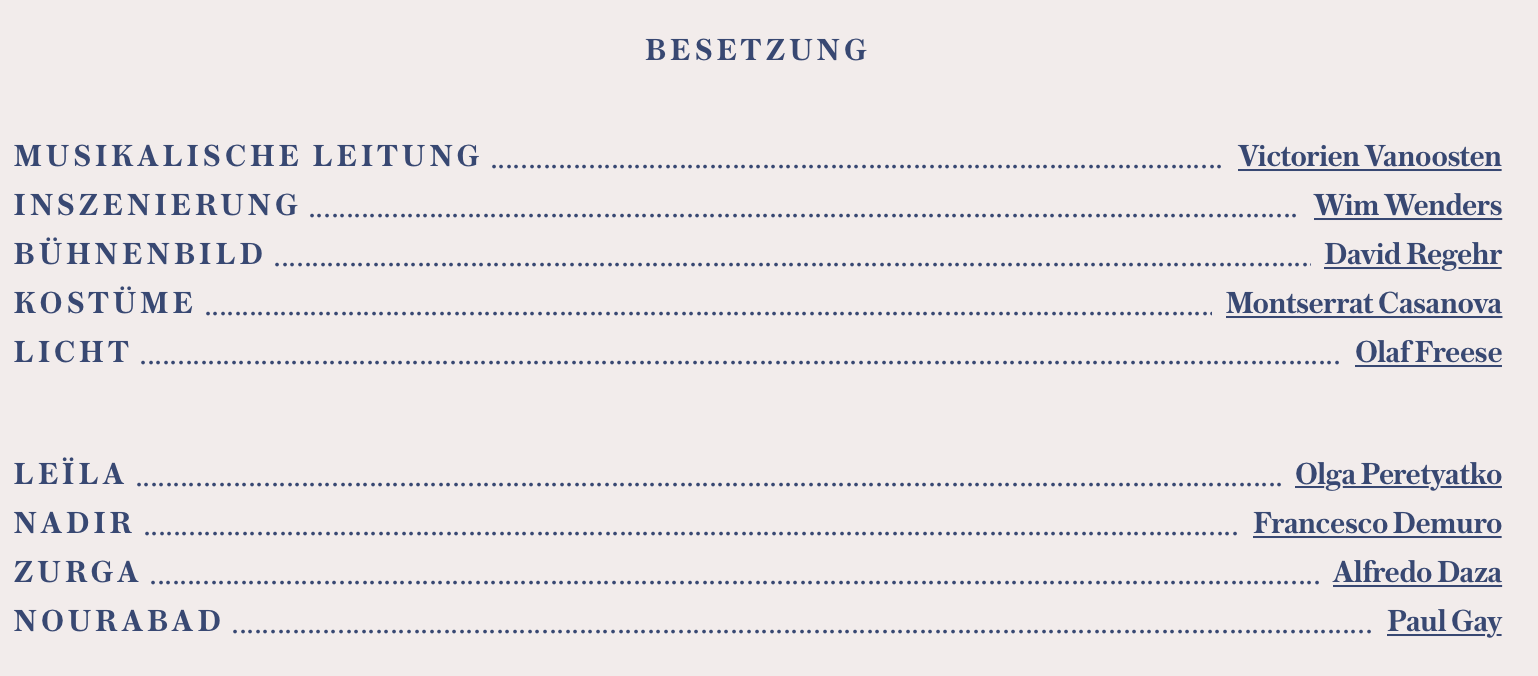 BESETZUNG
MUSIKALISCHE LEITUNG Victorien Vanoosten
INSZENIERUNG Wim Wenders
BÜHNENBILD David Regehr
KOSTÜME Montserrat Casanova
LICHT Olaf Freese
LEÏLA Olga Peretyatko
NADIR Francesco Demuro
ZURGA Alfredo Daza
NOURABAD Paul Gay